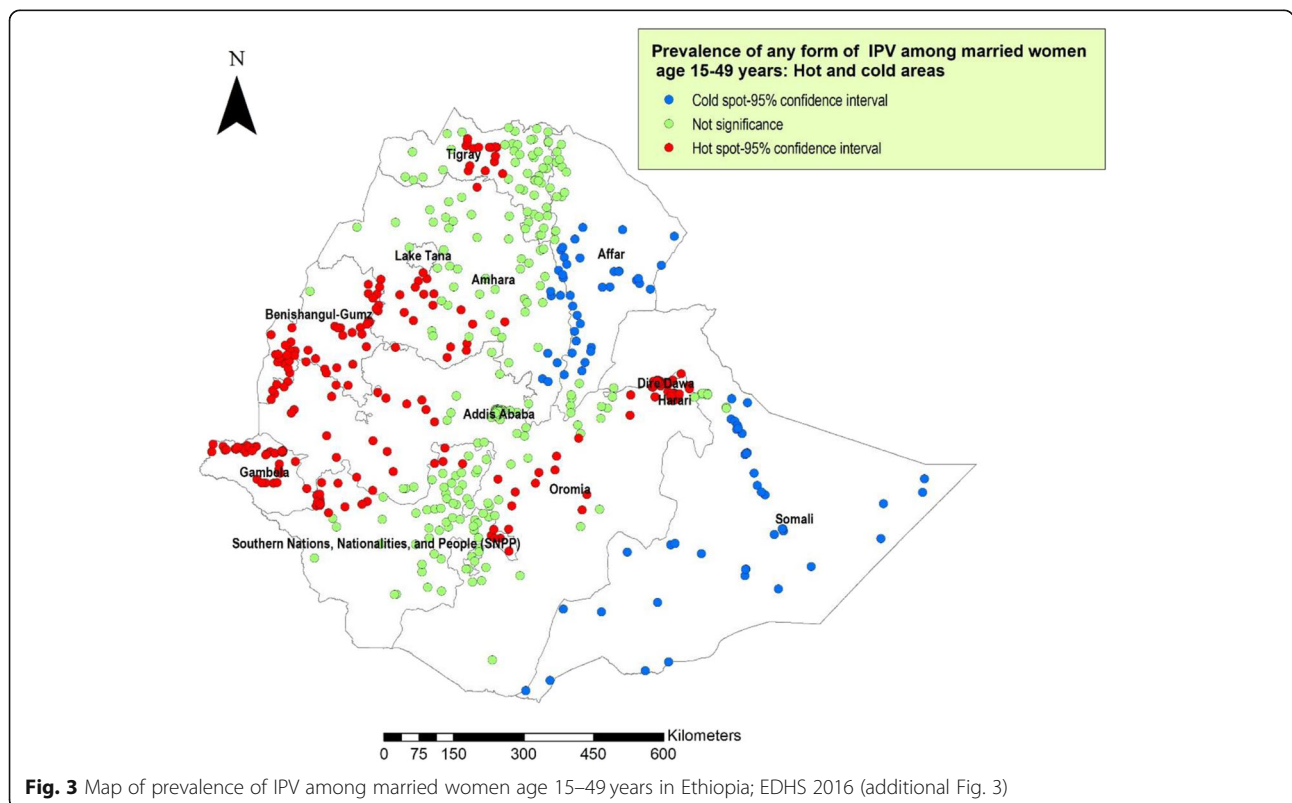 Prevalence of any form of IPV among married women
age 15-49 years: Hot and cold areas
Cold spot-95% confidence interval
Not significance
Hot spot-95% confidence interval
N
Tigray
Lake Tana
Affar
Amhara
Benishangul-Gumz
Dire Dawa
Harari
Addis Ababa
Gambela
Oromia
Somali
Southern Nations, Nationalities, and People (SNPP)
Kilometers
0 75 150 300 450 600
Fig. 3 Map of prevalence of IPV among married women age 15–49 years in Ethiopia; EDHS 2016 (additional Fig. 3)